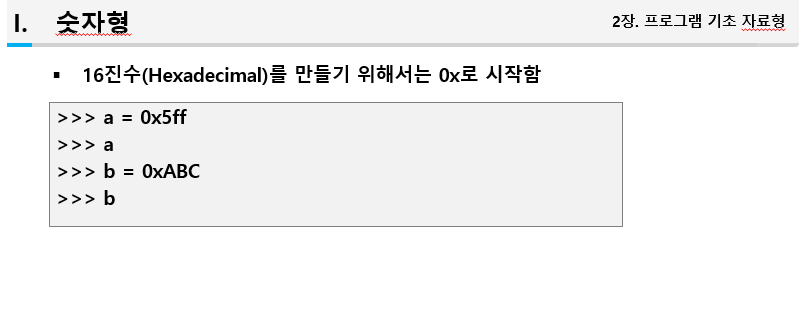 I. 숫자형
2장. 프로그램 기초 자료형
▪ 16진수(Hexadecimal)를 만들기 위해서는 0x로 시작함
>>> a = 0x5ff
>>> a
>>> b = 0xABC
>>> b